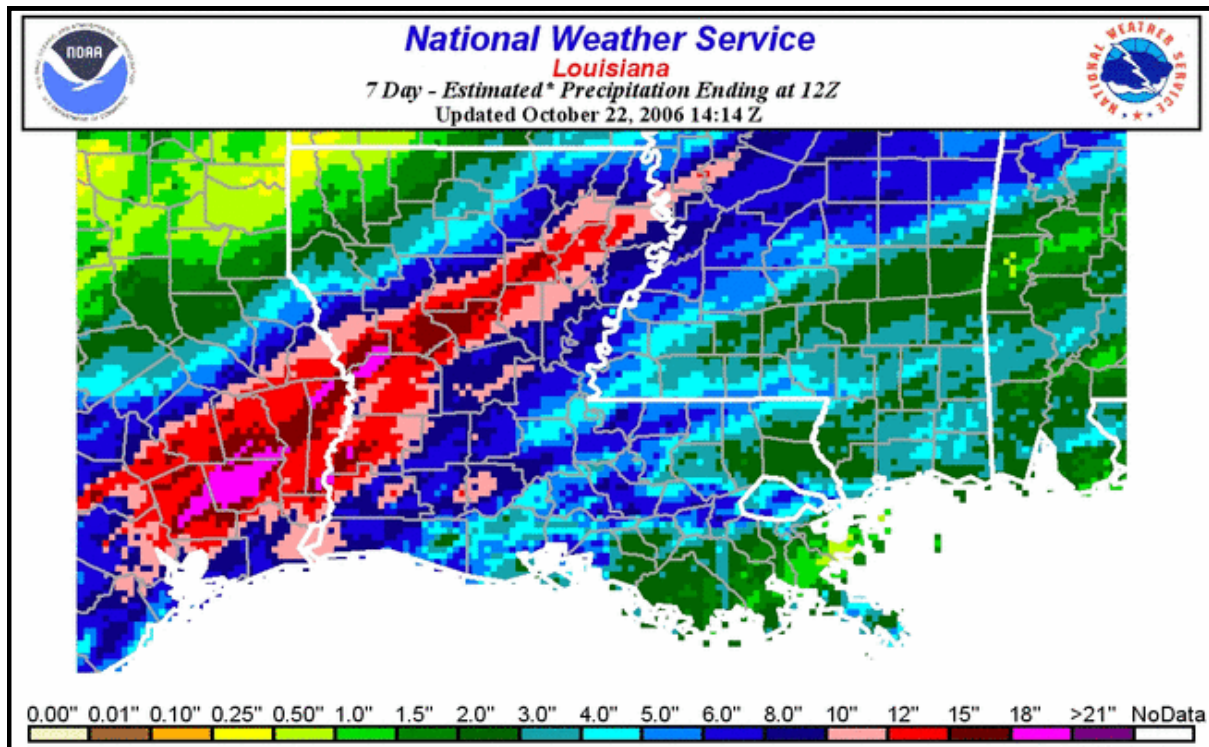 National Weather Service
Louisiana
7 Day - Estimated* Precipitation Ending at 12Z
Updated October 22, 2006 14:14 Z
NOAA
NATIONAL WEATHER SERVICE
0.00" 0.01" 0.10" 0.25" 0.50" 1.0" 1.5" 2.0" 3.0" 4.0" 5.0" 6.0" 8.0" 10" 12" 15" 18" >21" NoData